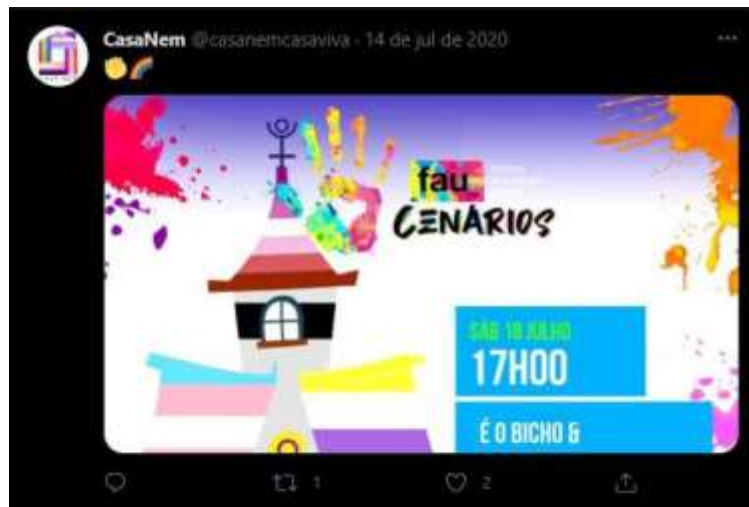 CasaNem @casanemcasaviva · 14 de jul de 2020
fau
CENÁRIOS
SÁB 18 JULHO
17H00
É O BICHO &
1 2